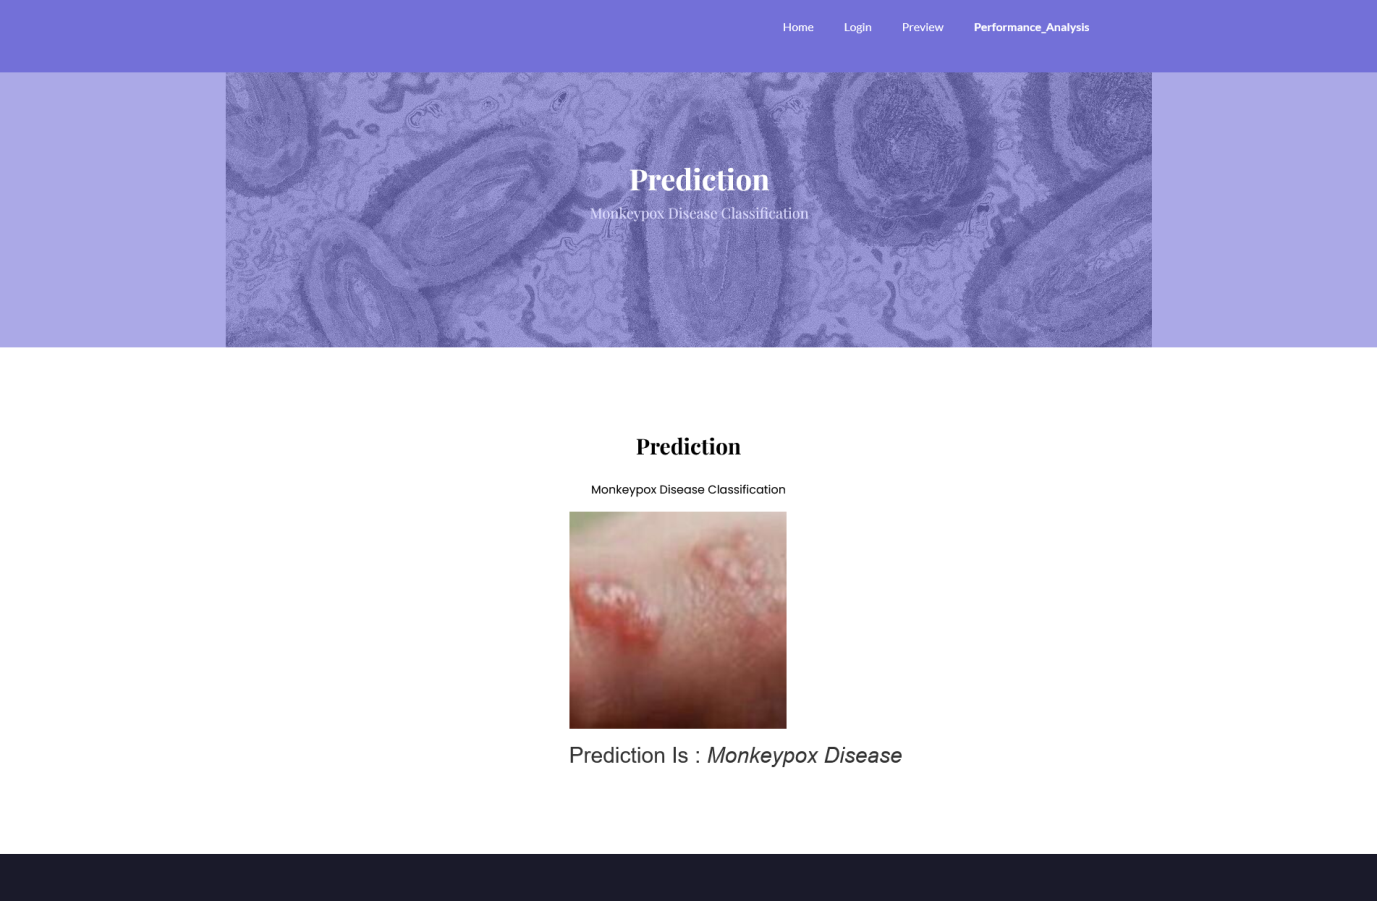 Home Login Preview Performance_Analysis
Prediction
Monkeypox Disease Classification
Prediction
Monkeypox Disease Classification
Prediction Is : Monkeypox Disease